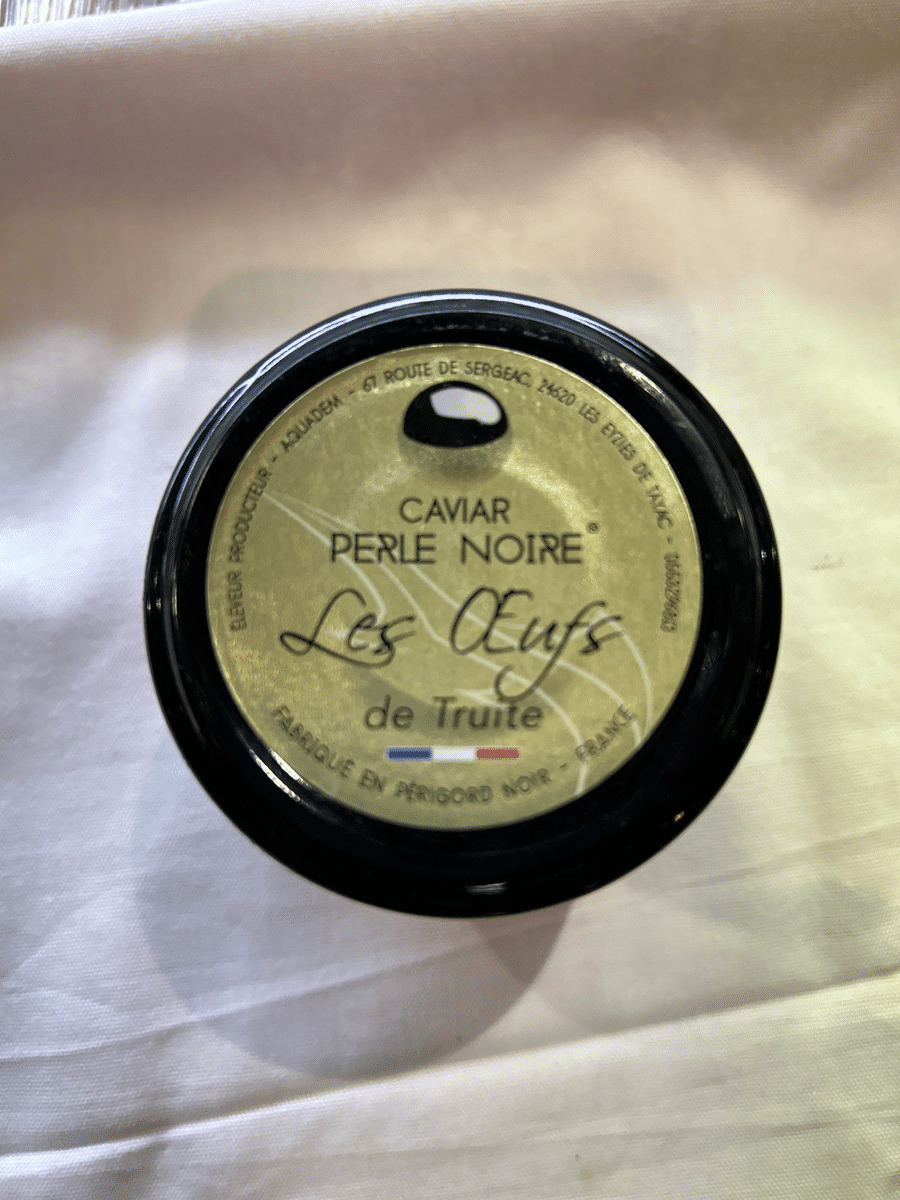 ÉLEVEUR PRODUCTEUR - AQUADEM - 67 ROUTE DE SERGEAC, 24620 LES EYZIES DE TAYAC -
CAVIAR
PERLE NOIRE®
Les Œufs
de Truite
FABRIQUÉ EN PÉRIGORD NOIR - FRANCE